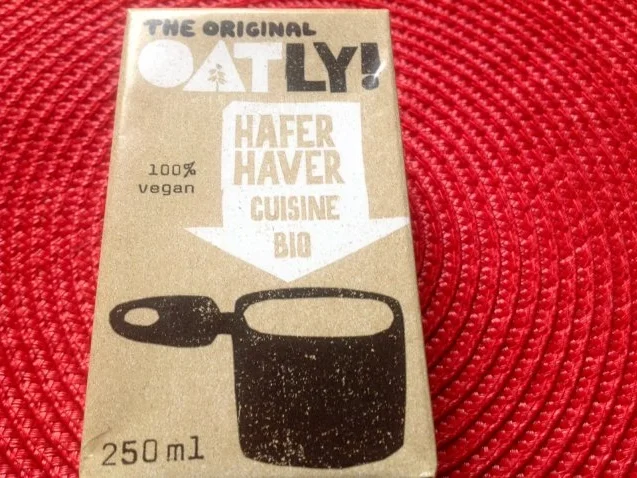 THE ORIGINAL
OATLY!
HAFER
HAVER
100%
vegan
CUISINE
BIO
250ml